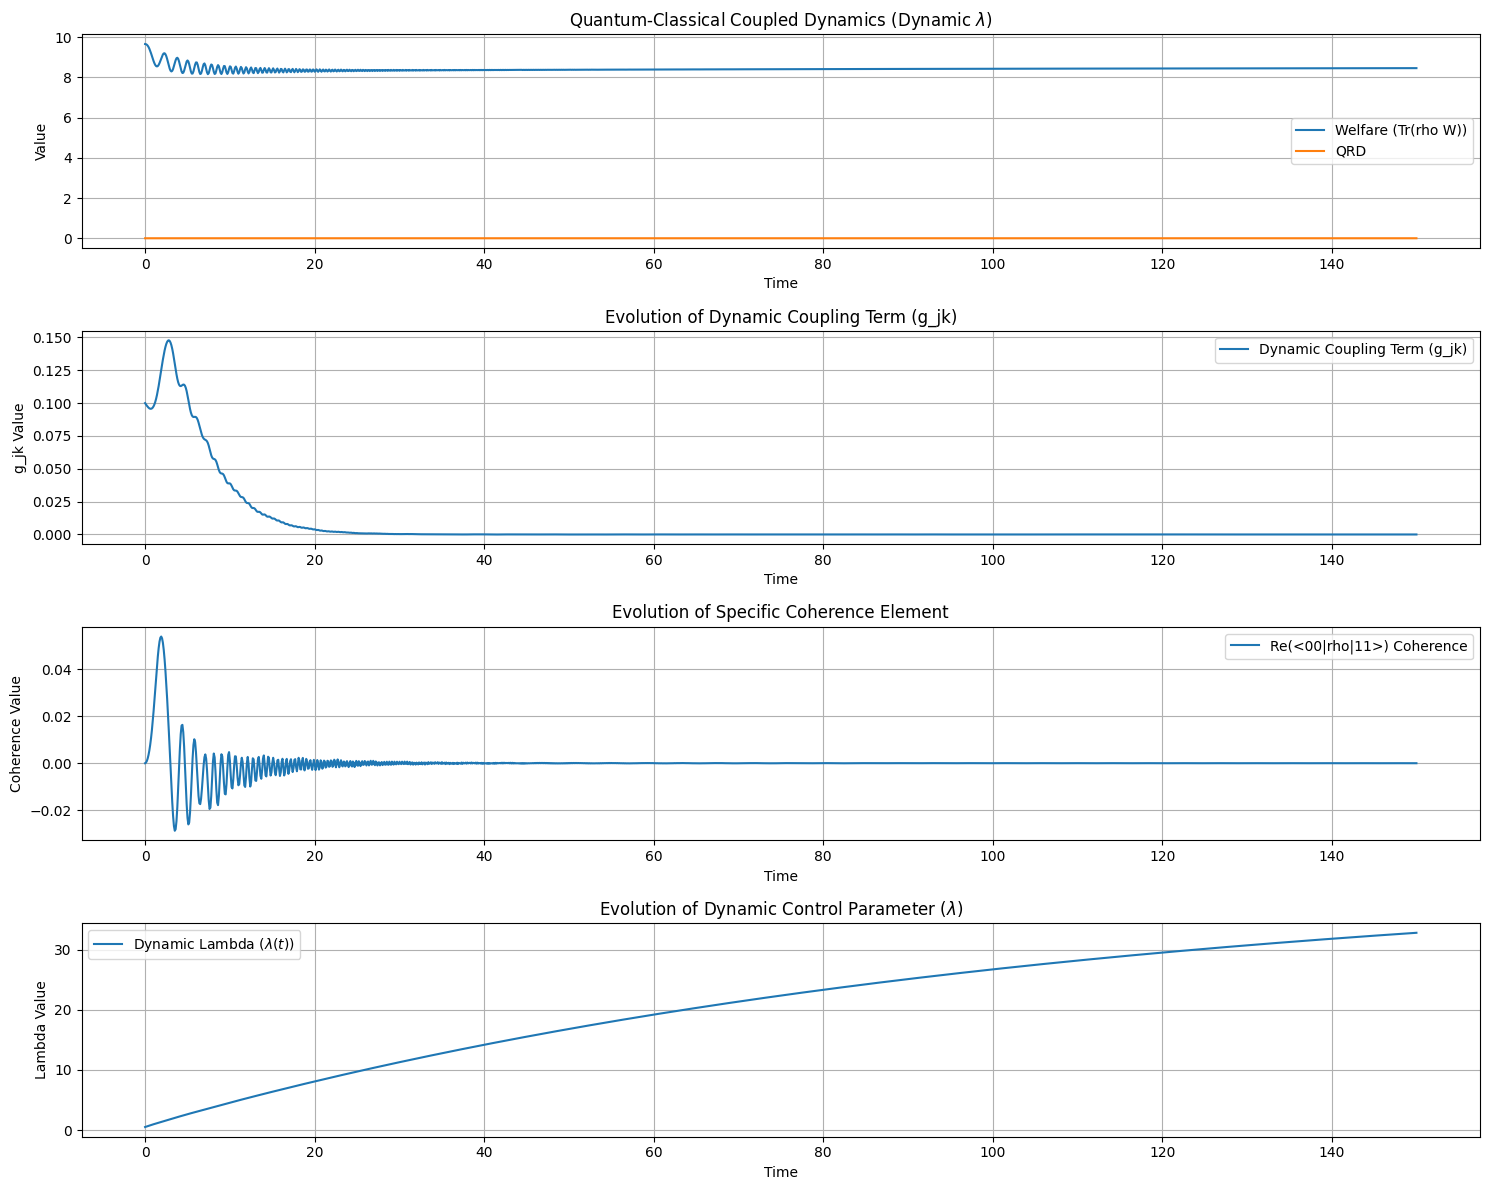 Quantum-Classical Coupled Dynamics (Dynamic λ)
Value
10
8
6
4
2
0
Welfare (Tr(rho W))
QRD
0 20 40 60 80 100 120 140
Time
Evolution of Dynamic Coupling Term (g_jk)
g_jk Value
0.150
0.125
0.100
0.075
0.050
0.025
0.000
Dynamic Coupling Term (g_jk)
0 20 40 60 80 100 120 140
Time
Evolution of Specific Coherence Element
Coherence Value
0.04
0.02
0.00
−0.02
Re(<00|rho|11>) Coherence
0 20 40 60 80 100 120 140
Time
Evolution of Dynamic Control Parameter (λ)
Lambda Value
30
20
10
0
Dynamic Lambda (λ(t))
0 20 40 60 80 100 120 140
Time